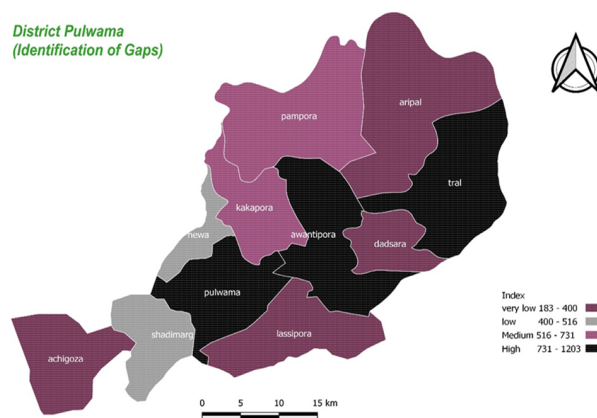 District Pulwama
(Identification of Gaps)
pampora
aripal
tral
kakapora
newa
awantipora
dadsara
pulwama
shadimarg
lassipora
achigoza
Index
very low 183 - 400
low 400 - 516
Medium 516 - 731
High 731 - 1203
0 5 10 15 km